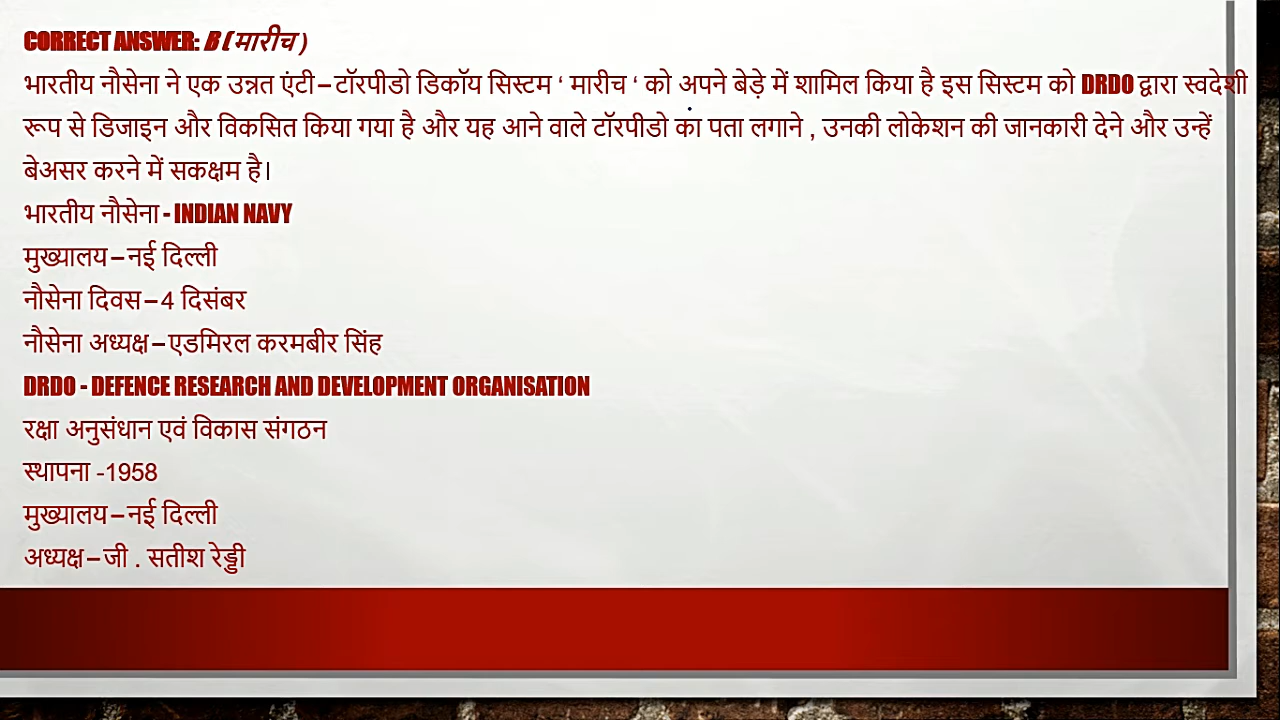 CORRECT ANSWER: B ( मारीच )
भारतीय नौसेना ने एक उन्नत एंटी – टॉरपीडो डिकॉय सिस्टम ‘ मारीच ‘ को अपने बेड़े में शामिल किया है इस सिस्टम को DRDO द्वारा स्वदेशी
रूप से डिजाइन और विकसित किया गया है और यह आने वाले टॉरपीडो का पता लगाने , उनकी लोकेशन की जानकारी देने और उन्हें
बेअसर करने में सकक्षम है।
भारतीय नौसेना - INDIAN NAVY
मुख्यालय – नई दिल्ली
नौसेना दिवस – 4 दिसंबर
नौसेना अध्यक्ष – एडमिरल करमबीर सिंह
DRDO - DEFENCE RESEARCH AND DEVELOPMENT ORGANISATION
रक्षा अनुसंधान एवं विकास संगठन
स्थापना -1958
मुख्यालय – नई दिल्ली
अध्यक्ष – जी . सतीश रेड्डी